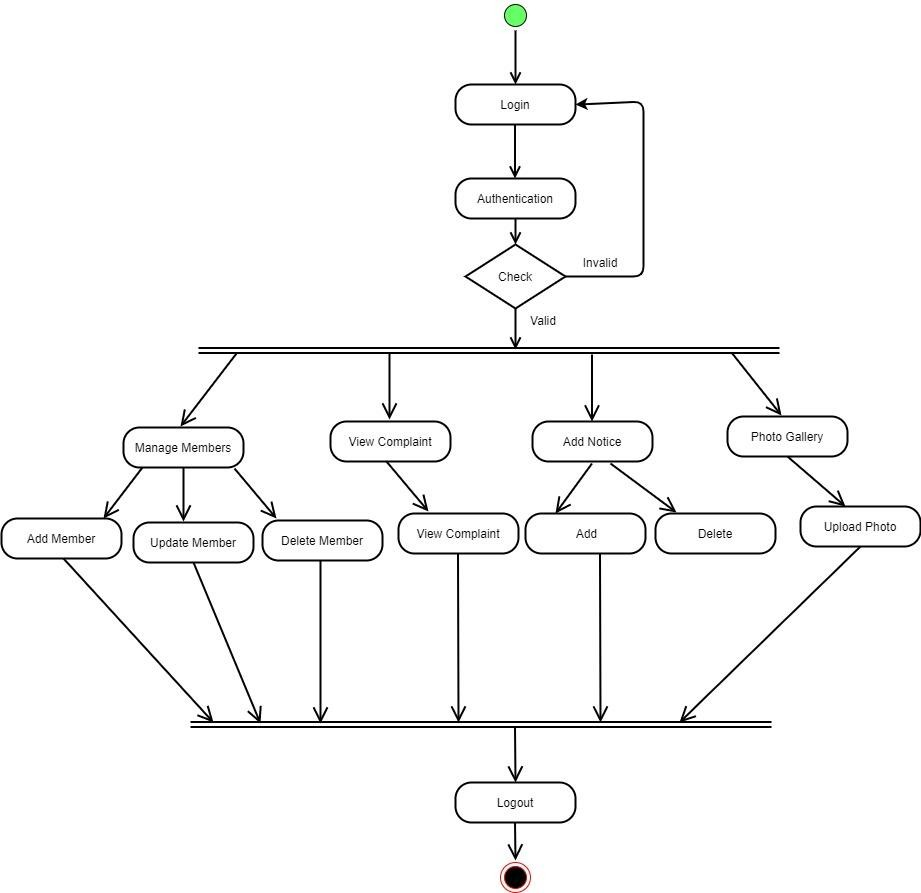 Login
Authentication
Check
Invalid
Valid
Manage Members
View Complaint
Add Notice
Photo Gallery
Add Member
Update Member
Delete Member
View Complaint
Add
Delete
Upload Photo
Logout